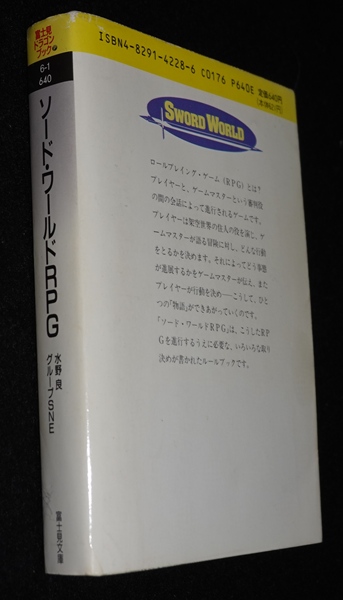 富士見
ドラゴン
ブック
6-1
640
ソード・ワールドRPG
水野 良
グループSNE
富士見文庫
ISBN4-8291-4228-6 C0176 P640E 定価640円
SWORD WORLD
ロールプレイング・ゲーム（RPG）とは？
プレイヤーと、ゲームマスターという審判役
の間の会話によって進行されるゲームです。
プレイヤーは架空世界の住人の役を演じ、ゲ
ームマスターが語る冒険に対し、どんな行動
をとるかを決めます。それによってどう事態
が進展するかをゲームマスターが伝え、また
プレイヤーが行動を決め――こうして、ひと
つの〝物語〟ができあがっていくのです。
『ソード・ワールドRPG』は、こうしたRP
Gを進行するうえに必要な、いろいろな取り
決めが書かれたルールブックです。